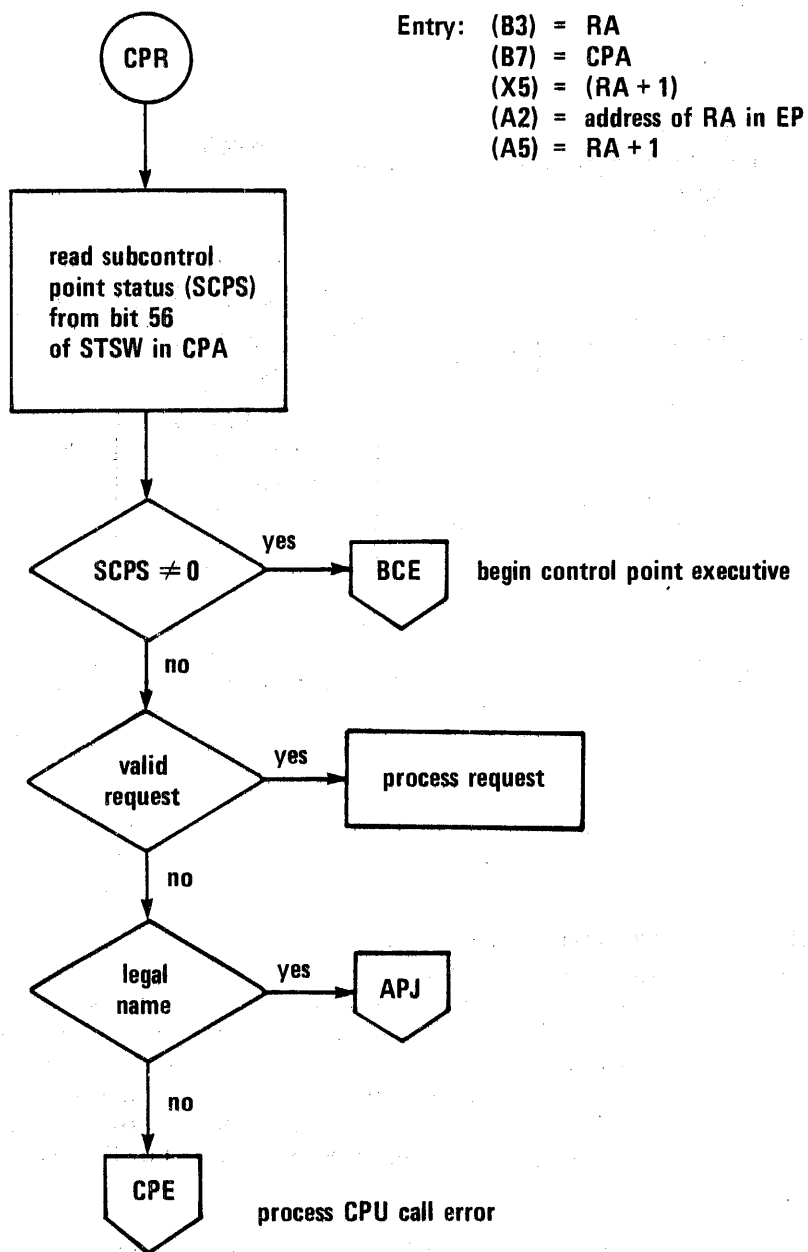 CPR
Entry: (B3) = RA
(B7) = CPA
(X5) = (RA + 1)
(A2) = address of RA in EP
(A5) = RA + 1
read subcontrol
point status (SCPS)
from bit 56
of STSW in CPA
SCPS ≠ 0
yes
BCE
begin control point executive
no
valid
request
yes
process request
no
legal
name
yes
APJ
no
CPE
process CPU call error